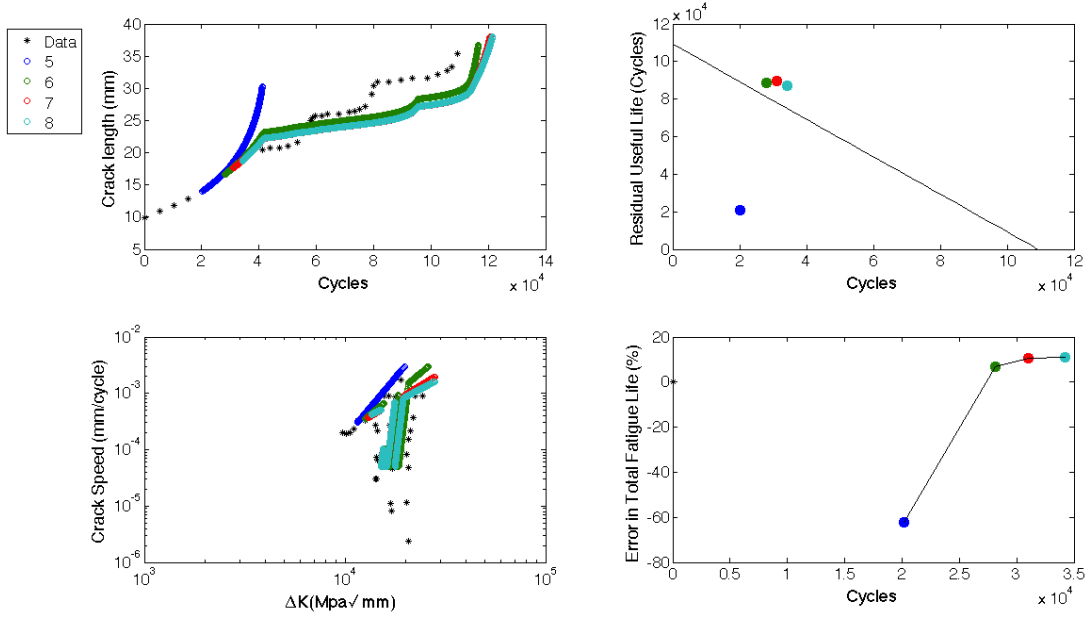 Data
5
6
7
8
40
35
30
25
20
15
10
5
Crack length (mm)
0 2 4 6 8 10 12 14
Cycles
x 10^4
x 10^4
12
10
8
6
4
2
0
Residual Useful Life (Cycles)
0 2 4 6 8 10 12
Cycles
x 10^4
10^-2
10^-3
10^-4
10^-5
10^-6
Crack Speed (mm/cycle)
10^3 10^4 10^5
ΔK(Mpa√ mm)
20
0
-20
-40
-60
-80
Error in Total Fatigue Life (%)
0 0.5 1 1.5 2 2.5 3 3.5
Cycles
x 10^4